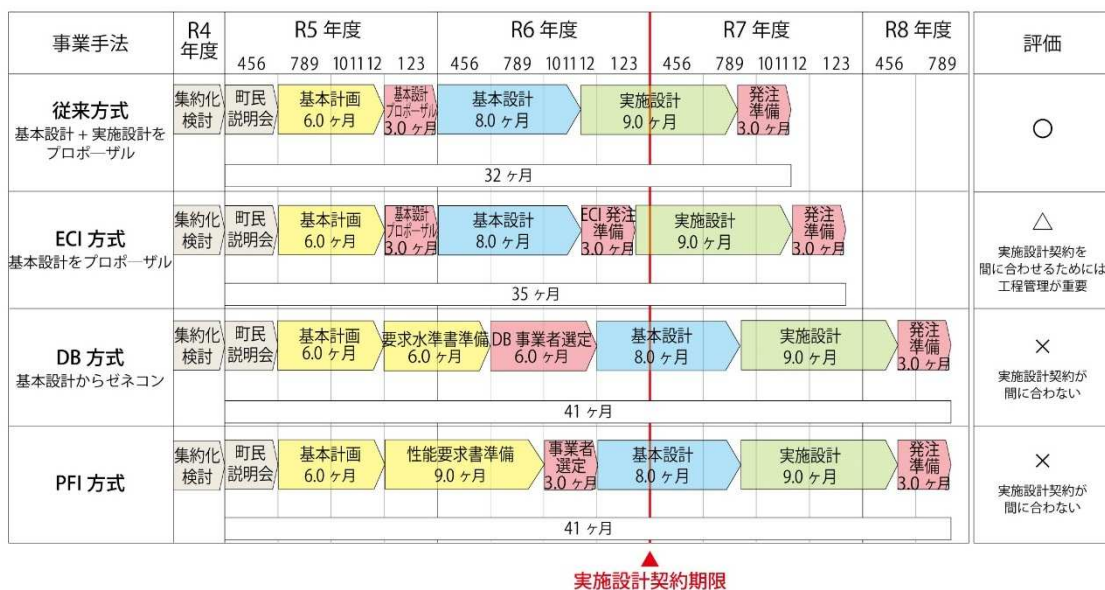 事業手法
R4
年度
R5 年度
R6 年度
R7 年度
R8 年度
評価
456 789 101112 123 456 789 101112 123 456 789 101112 123 456 789
従来方式
基本設計 + 実施設計を
プロポーザル
集約化
検討
町民
説明会
基本計画
6.0 ヶ月
基本設計
プロポーザル
3.0 ヶ月
基本設計
8.0 ヶ月
実施設計
9.0 ヶ月
発注
準備
3.0 ヶ月
32 ヶ月
○
ECI 方式
基本設計をプロポーザル
集約化
検討
町民
説明会
基本計画
6.0 ヶ月
基本設計
プロポーザル
3.0 ヶ月
基本設計
8.0 ヶ月
ECI 発注
準備
3.0 ヶ月
実施設計
9.0 ヶ月
発注
準備
3.0 ヶ月
35 ヶ月
△
実施設計契約を
間に合わせるためには
工程管理が重要
DB 方式
基本設計からゼネコン
集約化
検討
町民
説明会
基本計画
6.0 ヶ月
要求水準書準備
6.0 ヶ月
DB 事業者選定
6.0 ヶ月
基本設計
8.0 ヶ月
実施設計
9.0 ヶ月
発注
準備
3.0 ヶ月
41 ヶ月
×
実施設計契約が
間に合わない
PFI 方式
集約化
検討
町民
説明会
基本計画
6.0 ヶ月
性能要求書準備
9.0 ヶ月
事業者
選定
3.0 ヶ月
基本設計
8.0 ヶ月
実施設計
9.0 ヶ月
発注
準備
3.0 ヶ月
41 ヶ月
×
実施設計契約が
間に合わない
実施設計契約期限